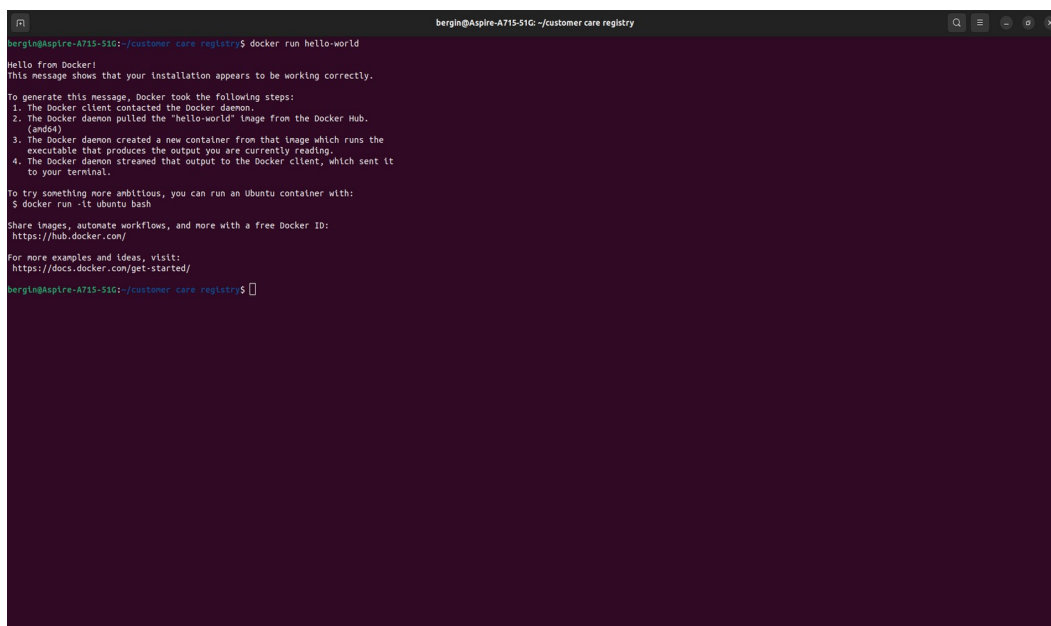 bergin@Aspire-A715-51G: ~/customer care registry
bergin@Aspire-A715-51G:~/customer care registry$ docker run hello-world
Hello from Docker!
This message shows that your installation appears to be working correctly.
To generate this message, Docker took the following steps:
1. The Docker client contacted the Docker daemon.
2. The Docker daemon pulled the "hello-world" image from the Docker Hub.
(amd64)
3. The Docker daemon created a new container from that image which runs the
executable that produces the output you are currently reading.
4. The Docker daemon streamed that output to the Docker client, which sent it
to your terminal.
To try something more ambitious, you can run an Ubuntu container with:
$ docker run -it ubuntu bash
Share images, automate workflows, and more with a free Docker ID:
https://hub.docker.com/
For more examples and ideas, visit:
https://docs.docker.com/get-started/
bergin@Aspire-A715-51G:~/customer care registry$